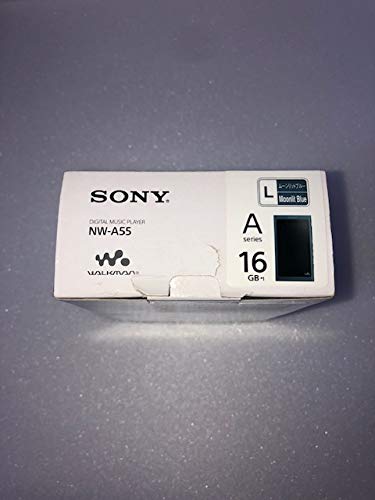 SONY®
DIGITAL MUSIC PLAYER
NW-A55
WALKMAN®
L
ムーンリットブルー
Moonlit Blue
A
series
16
GB*1